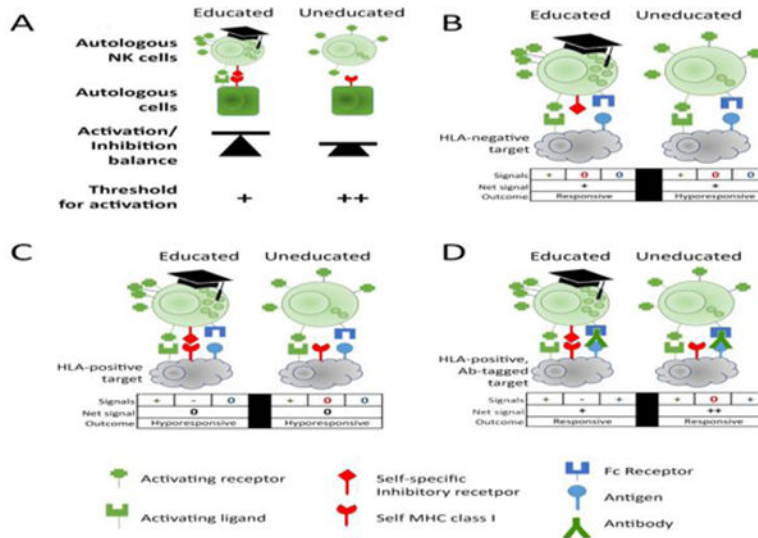 A
Educated
Uneducated
Autologous
NK cells
Autologous
cells
Activation/
Inhibition
balance
Threshold
for activation
+
++
B
Educated
Uneducated
HLA-negative
target
Signals + 0 0 + 0 0
Net signal + +
Outcome Responsive Hyporesponsive
C
Educated
Uneducated
HLA-positive
target
Signals + - 0 + 0 0
Net signal 0 0
Outcome Hyporesponsive Hyporesponsive
D
Educated
Uneducated
HLA-positive,
Ab-tagged
target
Signals + - + + 0 +
Net signal + ++
Outcome Responsive Responsive
Activating receptor
Activating ligand
Self-specific
Inhibitory recetpor
Self MHC class I
Fc Receptor
Antigen
Antibody